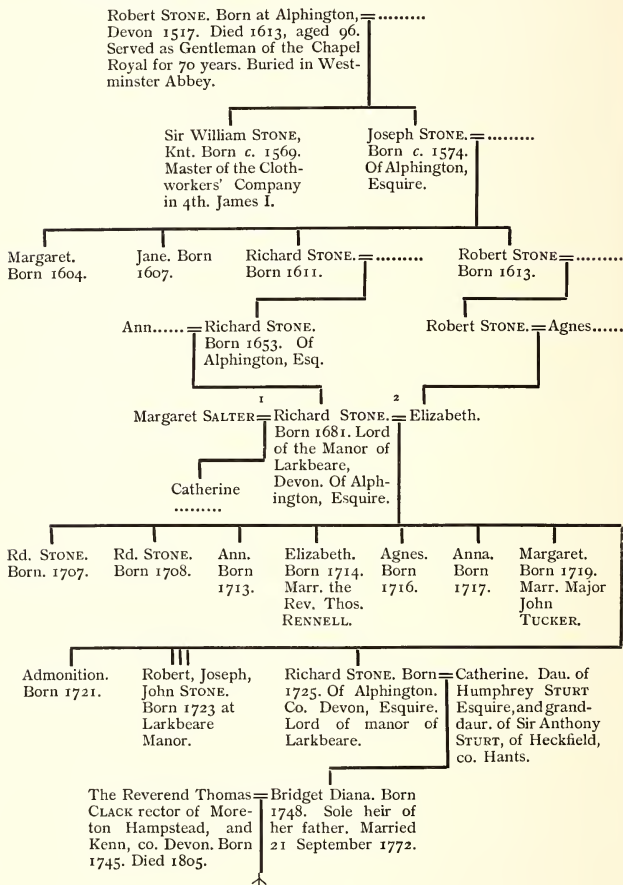 Robert STONE. Born at Alphington, = .........
Devon 1517. Died 1613, aged 96.
Served as Gentleman of the Chapel
Royal for 70 years. Buried in West-
minster Abbey.
Sir William STONE,
Knt. Born c. 1569.
Master of the Cloth-
workers' Company
in 4th. James I.
Joseph STONE. = .........
Born c. 1574.
Of Alphington,
Esquire.
Margaret.
Born 1604.
Jane. Born
1607.
Richard STONE. = .........
Born 1611.
Robert STONE = .........
Born 1613.
Ann...... = Richard STONE.
Born 1653. Of
Alphington, Esq.
Robert STONE. = Agnes......
1 2
Margaret SALTER = Richard STONE. = Elizabeth.
Born 1681. Lord
of the Manor of
Larkbeare,
Devon. Of Alph-
ington, Esquire.
Catherine
.........
Rd. STONE.
Born. 1707.
Rd. STONE.
Born 1708.
Ann.
Born
1713.
Elizabeth.
Born 1714.
Marr. the
Rev. Thos.
RENNELL.
Agnes.
Born
1716.
Anna.
Born
1717.
Margaret.
Born 1719.
Marr. Major
John
TUCKER.
Admonition.
Born 1721.
Robert, Joseph,
John STONE.
Born 1723 at
Larkbeare
Manor.
Richard STONE. Born =
1725. Of Alphington.
Co. Devon, Esquire.
Lord of manor of
Larkbeare.
Catherine. Dau. of
Humphrey STURT
Esquire, and grand-
daur. of Sir Anthony
STURT, of Heckfield,
co. Hants.
The Reverend Thomas =
CLACK rector of More-
ton Hampstead, and
Kenn, co. Devon. Born
1745. Died 1805.
Bridget Diana. Born
1748. Sole heir of
her father. Married
21 September 1772.